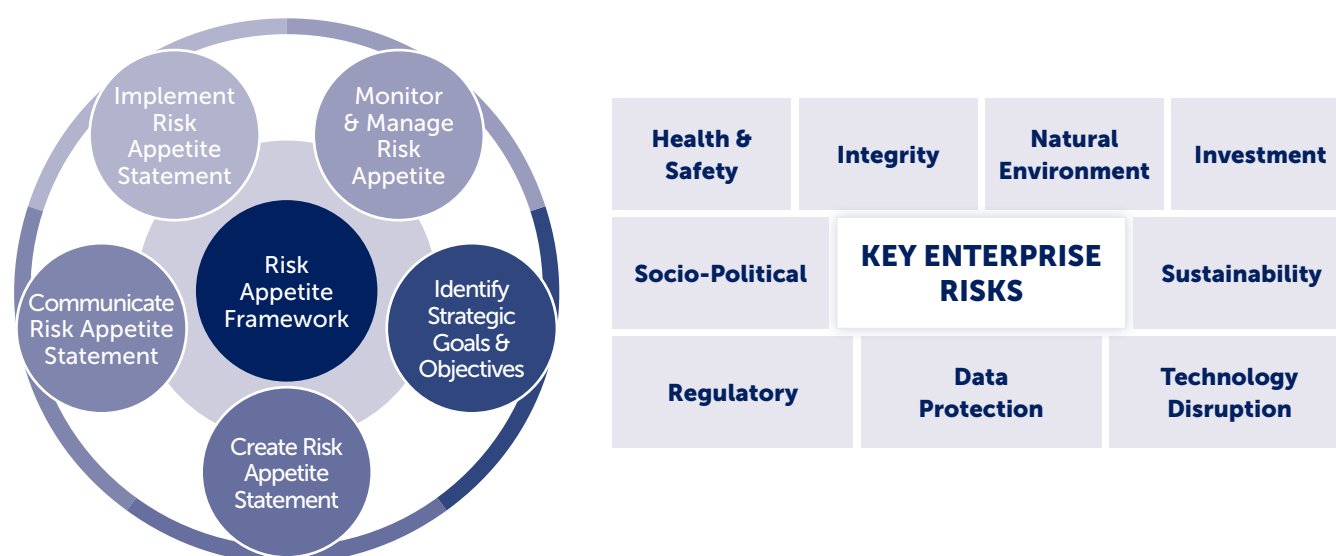 Implement
Risk
Appetite
Statement
Monitor
& Manage
Risk
Appetite
Risk
Appetite
Framework
Communicate
Risk Appetite
Statement
Identify
Strategic
Goals &
Objectives
Create Risk
Appetite
Statement
Health &
Safety
Integrity
Natural
Environment
Investment
Socio-Political
KEY ENTERPRISE
RISKS
Sustainability
Regulatory
Data
Protection
Technology
Disruption